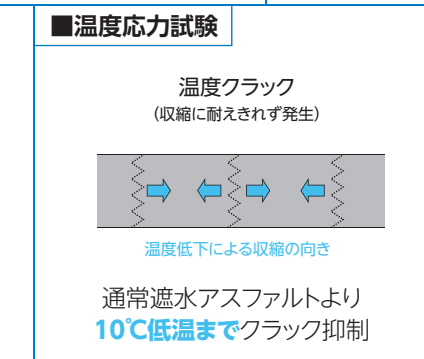 ■温度応力試験
温度クラック
(収縮に耐えきれず発生)
温度低下による収縮の向き
通常遮水アスファルトより
10℃低温までクラック抑制